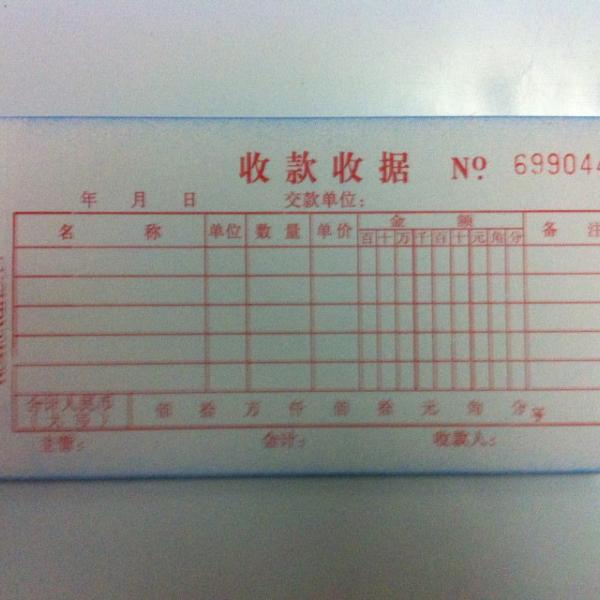 收款收据 No. 699044
年 月 日 交款单位：
名 称 单位 数量 单价 金 额 备 注
百 十 万 千 百 十 元 角 分
合计人民币
（大写） 佰 拾 万 仟 佰 拾 元 角 分
主管： 会计： 收款人：